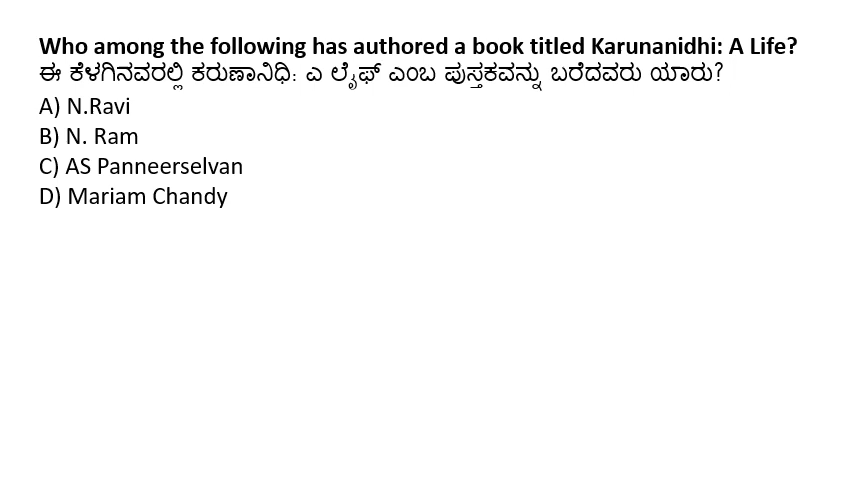 Who among the following has authored a book titled Karunanidhi: A Life?
ಈ ಕೆಳಗಿನವರಲ್ಲಿ ಕರುಣಾನಿಧಿ: ಎ ಲೈಫ್ ಎಂಬ ಪುಸ್ತಕವನ್ನು ಬರೆದವರು ಯಾರು?
A) N.Ravi
B) N. Ram
C) AS Panneerselvan
D) Mariam Chandy